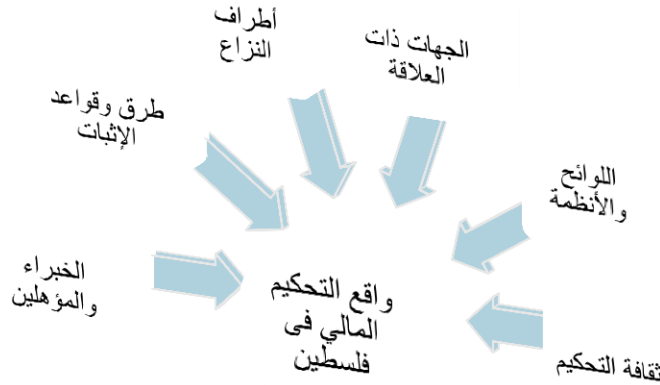 أطراف
النزاع
الجهات ذات
العلاقة
طرق وقواعد
الإثبات
اللوائح
والأنظمة
الخبراء
والمؤهلين
واقع التحكيم
المالي فى
فلسطين
ثقافة التحكيم